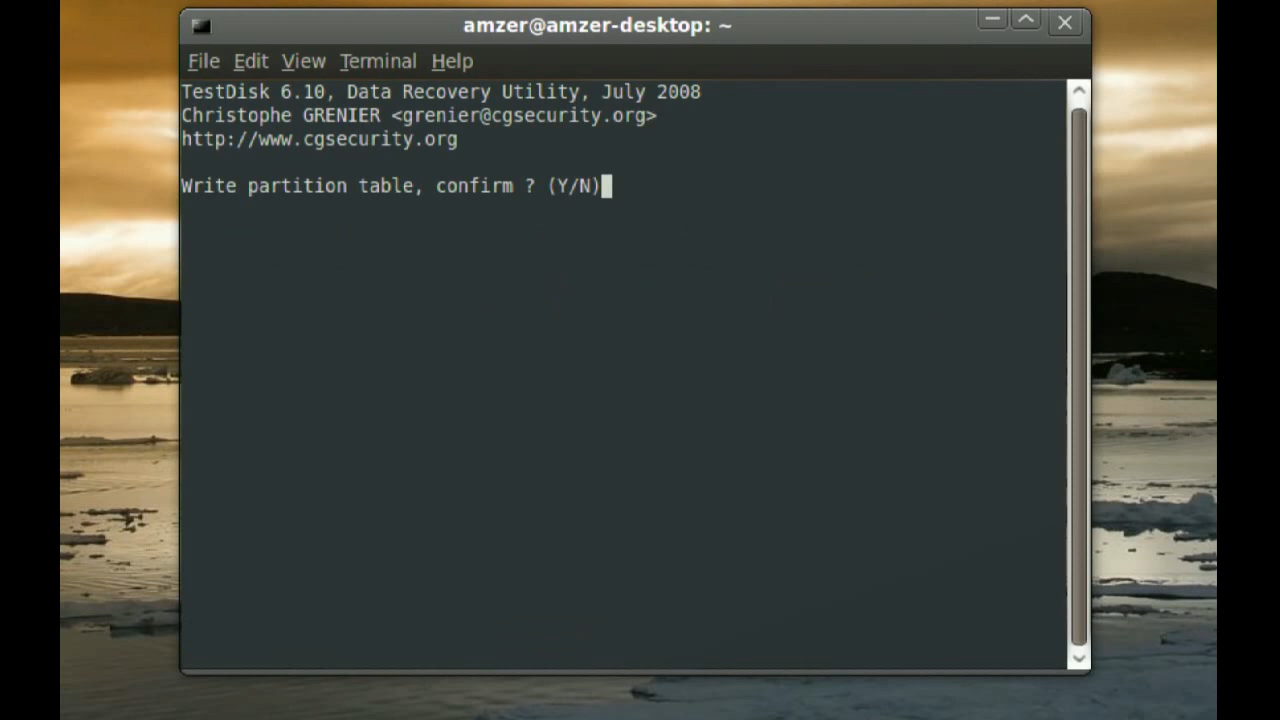 amzer@amzer-desktop: ~
File Edit View Terminal Help
TestDisk 6.10, Data Recovery Utility, July 2008
Christophe GRENIER <grenier@cgsecurity.org>
http://www.cgsecurity.org
Write partition table, confirm ? (Y/N)